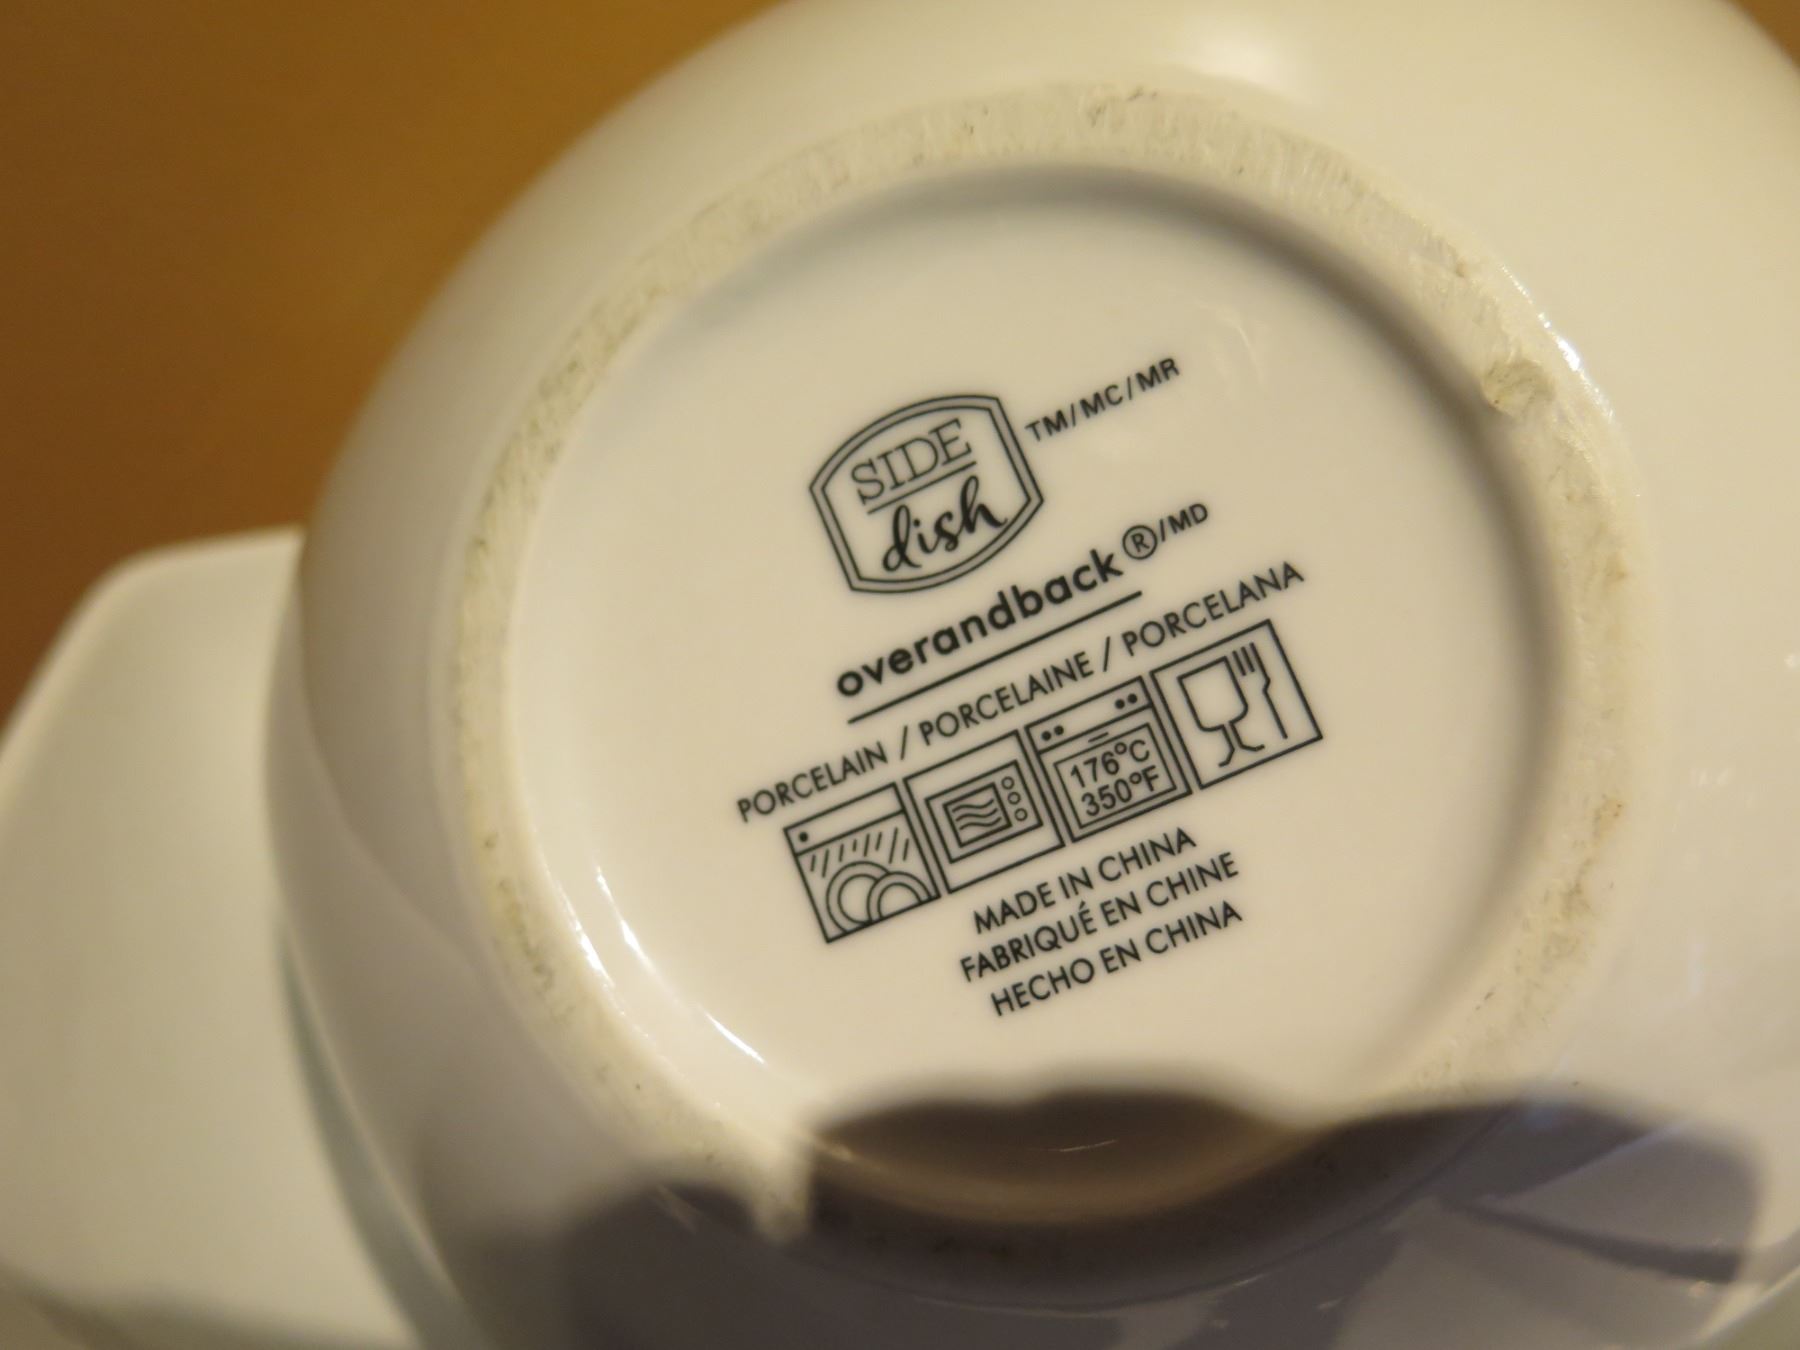 SIDE
dish
TM/MC/MR
overandback®/MD
PORCELAIN / PORCELAINE / PORCELANA
176°C
350°F
MADE IN CHINA
FABRIQUÉ EN CHINE
HECHO EN CHINA